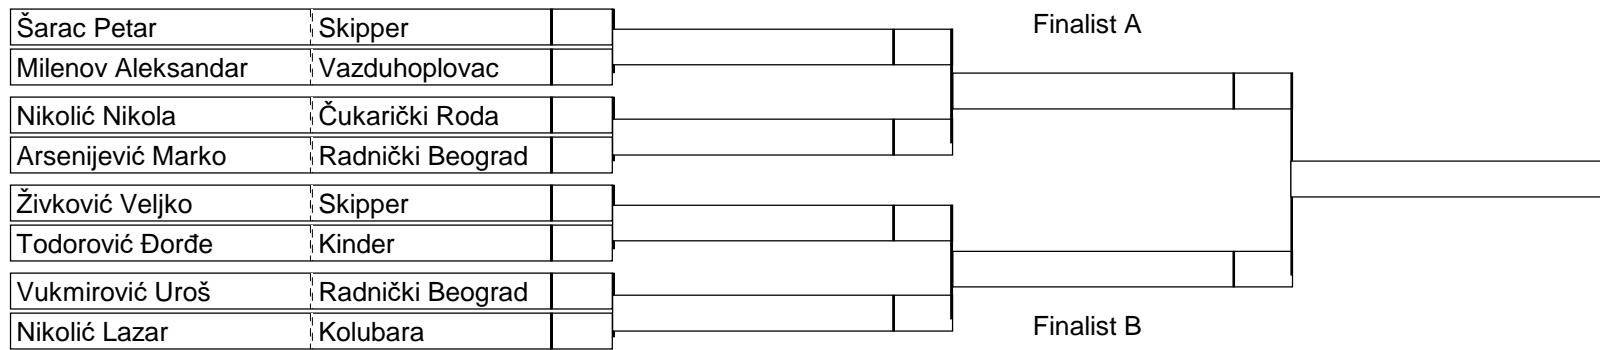 Šarac Petar Skipper
Finalist A
Milenov Aleksandar Vazduhoplovac
Nikolić Nikola Čukarički Roda
Arsenijević Marko Radnički Beograd
Živković Veljko Skipper
Todorović Đorđe Kinder
Vukmirović Uroš Radnički Beograd
Nikolić Lazar Kolubara
Finalist B